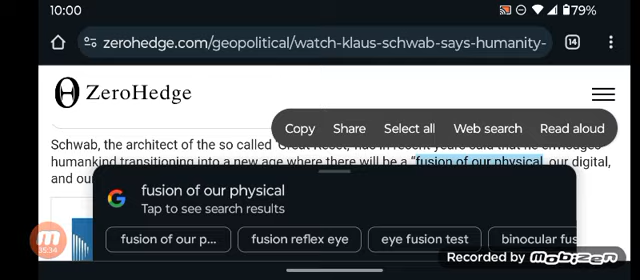 10:00
79%
zerohedge.com/geopolitical/watch-klaus-schwab-says-humanity-
14
ZeroHedge
Copy Share Select all Web search Read aloud
Schwab, the architect of the so called "Great Reset," has in recent years said that he envisages
humankind transitioning into a new age where there will be a "fusion of our physical, our digital,
and our
fusion of our physical
Tap to see search results
fusion of our p... fusion reflex eye eye fusion test binocular fus
35:34
Recorded by Mobizen